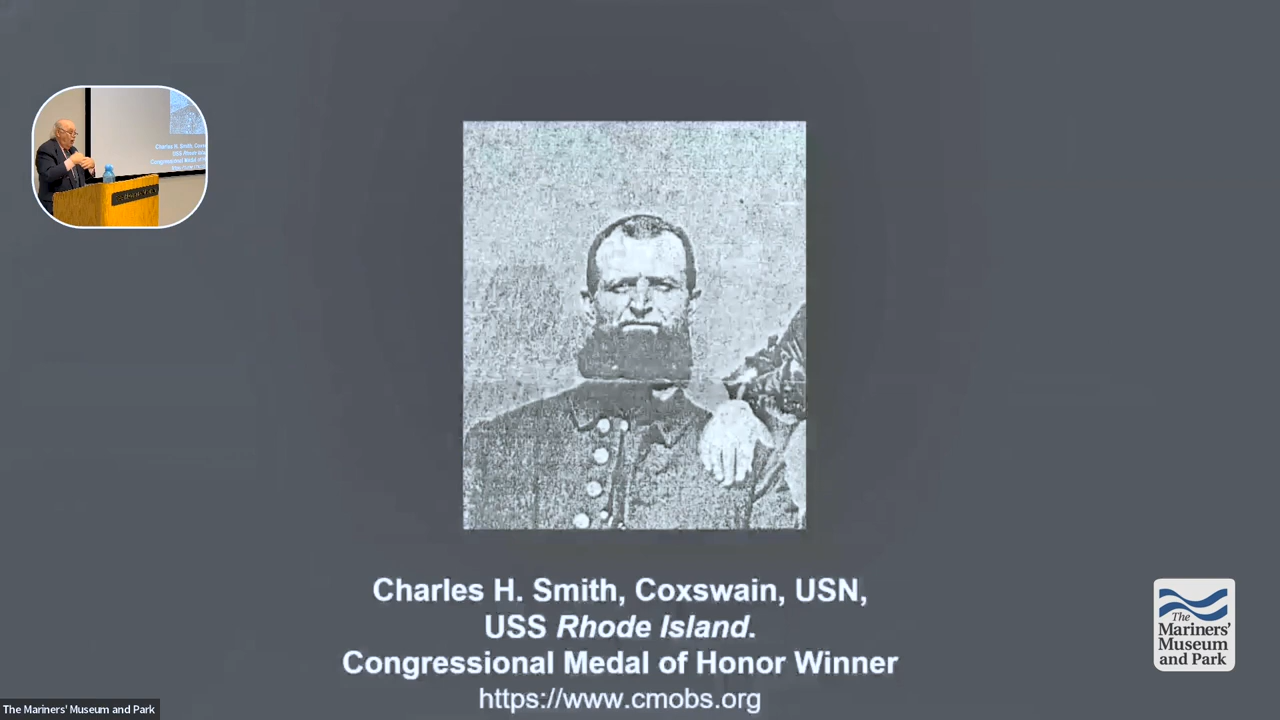 Charles H. Smith, Coxswain, USN,
USS Rhode Island.
Congressional Medal of Honor Winner
https://www.cmobs.org
The
Mariners'
Museum
and Park
The Mariners' Museum and Park